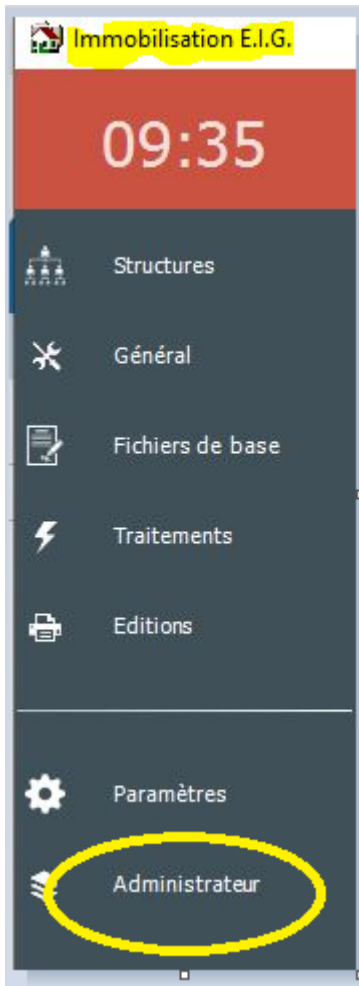 Immobilisation E.I.G.
09:35
Structures
Général
Fichiers de base
Traitements
Editions
Paramètres
Administrateur